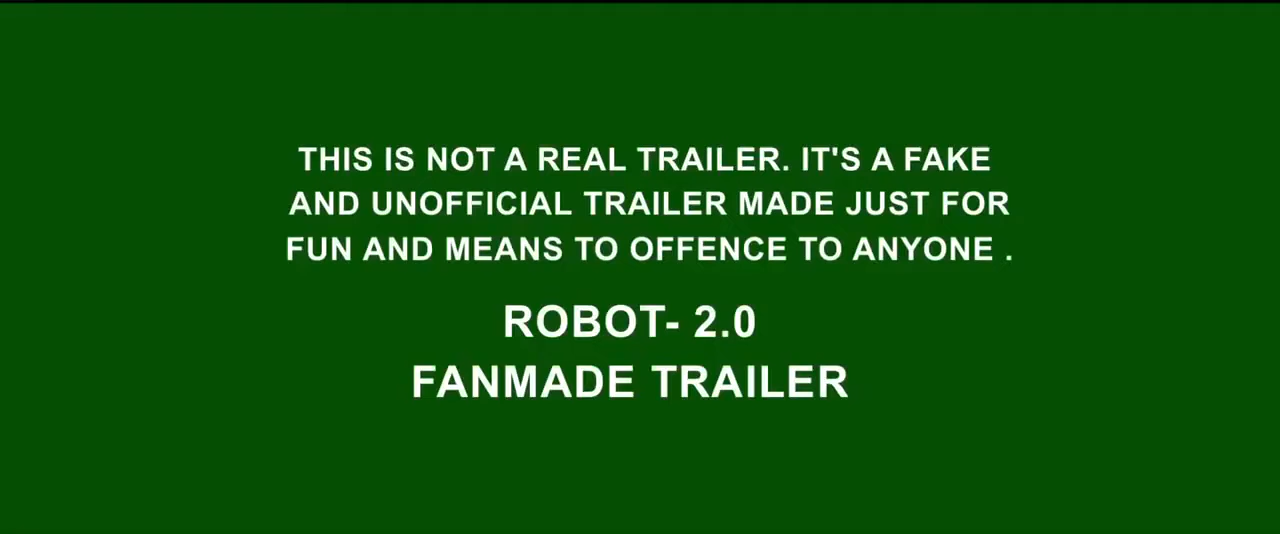 THIS IS NOT A REAL TRAILER. IT'S A FAKE
AND UNOFFICIAL TRAILER MADE JUST FOR
FUN AND MEANS TO OFFENCE TO ANYONE .
ROBOT- 2.0
FANMADE TRAILER